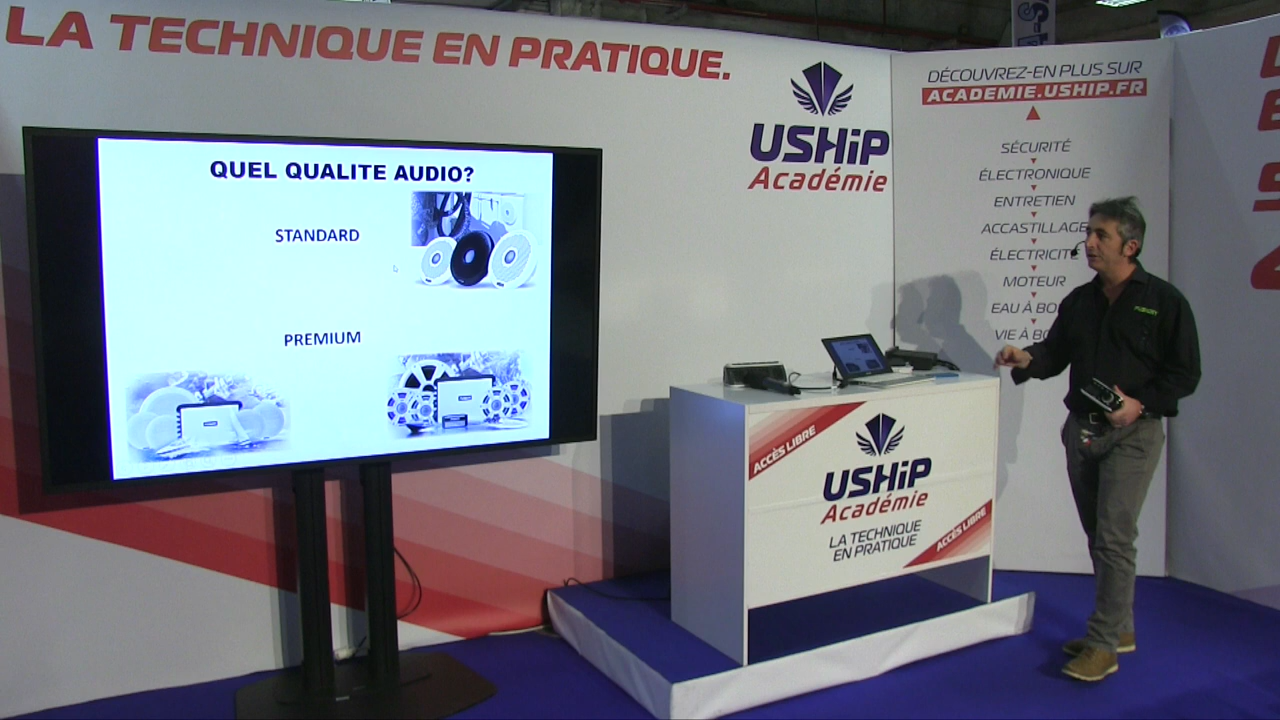 LA TECHNIQUE EN PRATIQUE.
QUEL QUALITE AUDIO?
STANDARD
PREMIUM
USHiP
Académie
DÉCOUVREZ-EN PLUS SUR
ACADEMIE.USHIP.FR
SÉCURITÉ
ÉLECTRONIQUE
ENTRETIEN
ACCASTILLAGE
ÉLECTRICITÉ
MOTEUR
EAU À BO
VIE À BO
ACCÈS LIBRE
USHiP
Académie
LA TECHNIQUE
EN PRATIQUE
ACCÈS LIBRE